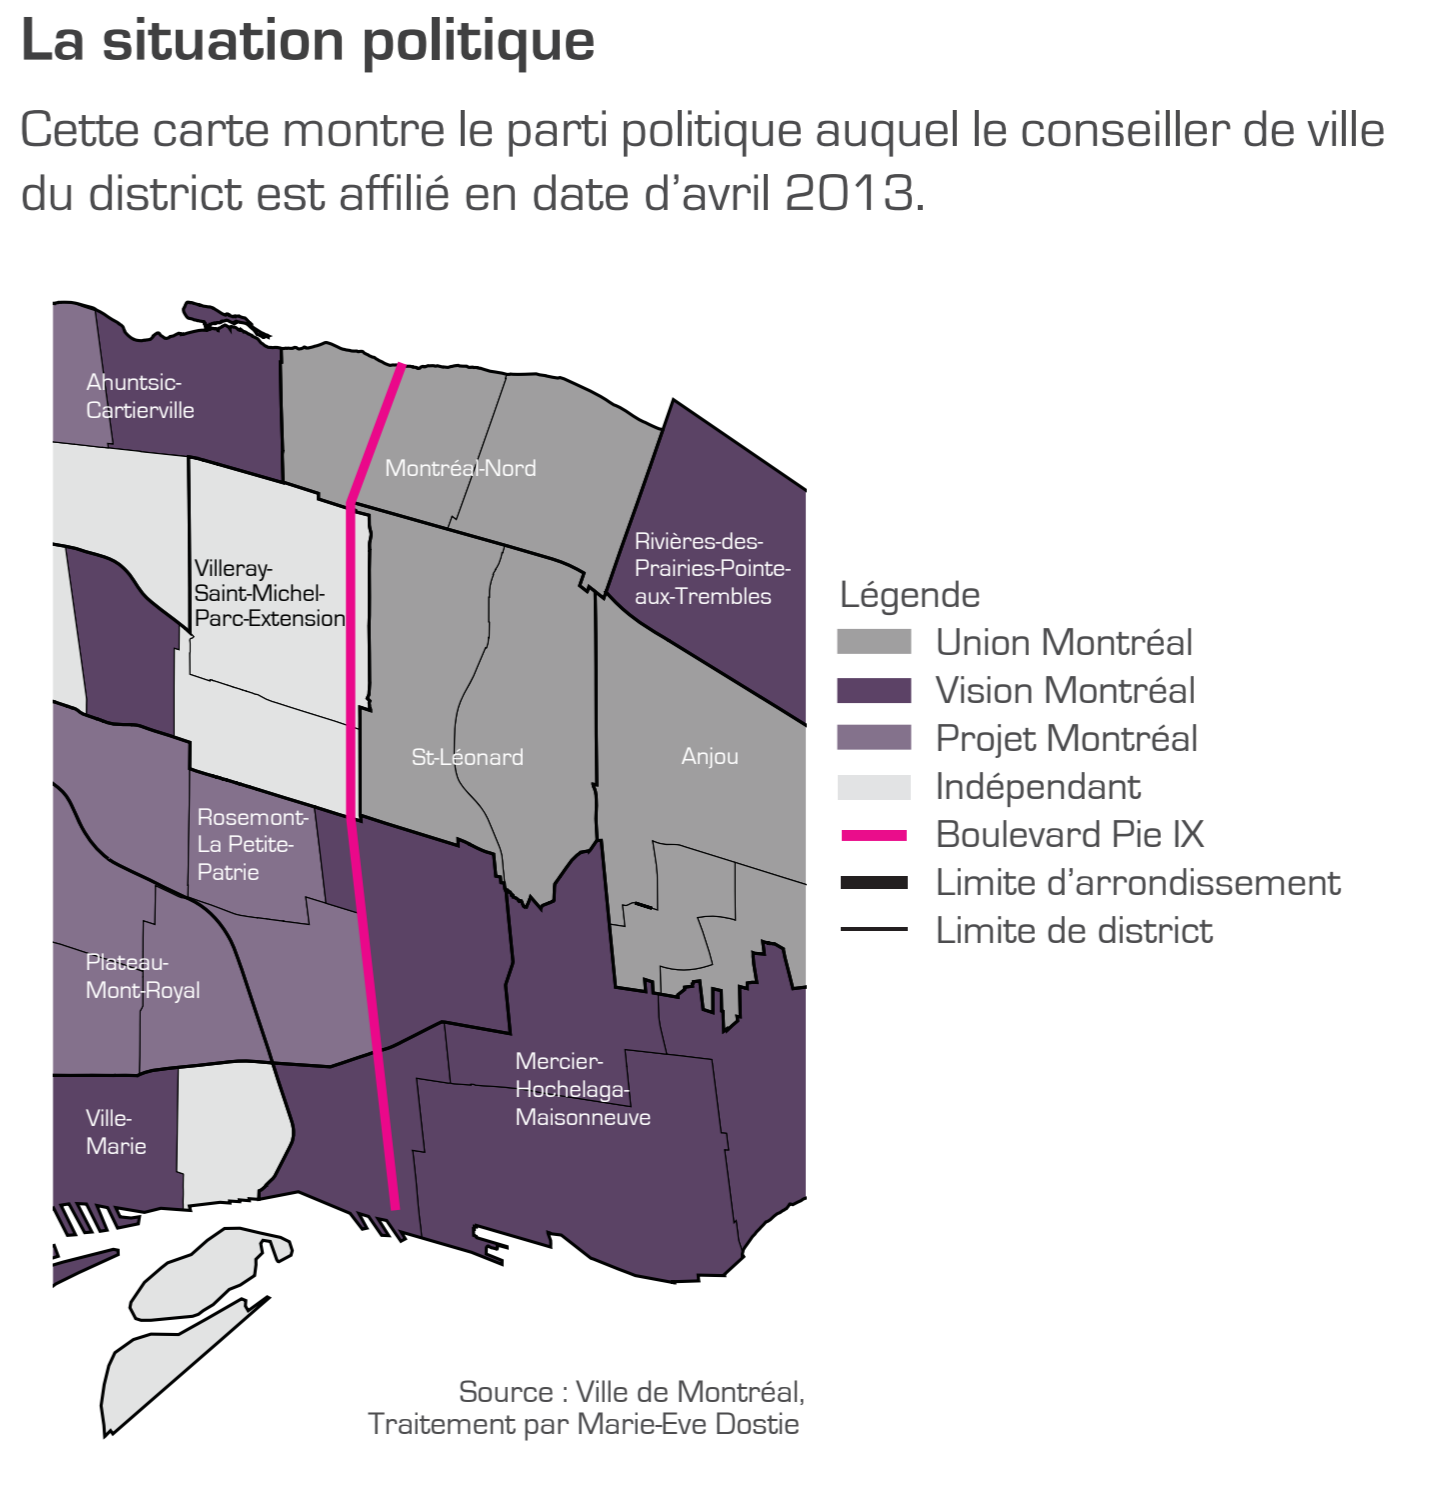 La situation politique
Cette carte montre le parti politique auquel le conseiller de ville
du district est affilié en date d'avril 2013.
Ahuntsic-
Cartierville
Montréal-Nord
Rivières-des-
Prairies-Pointe-
aux-Trembles
Villeray-
Saint-Michel-
Parc-Extension
St-Léonard
Anjou
Rosemont-
La Petite-
Patrie
Plateau-
Mont-Royal
Mercier-
Hochelaga-
Maisonneuve
Ville-
Marie
Légende
Union Montréal
Vision Montréal
Projet Montréal
Indépendant
Boulevard Pie IX
Limite d'arrondissement
Limite de district
Source : Ville de Montréal,
Traitement par Marie-Eve Dostie